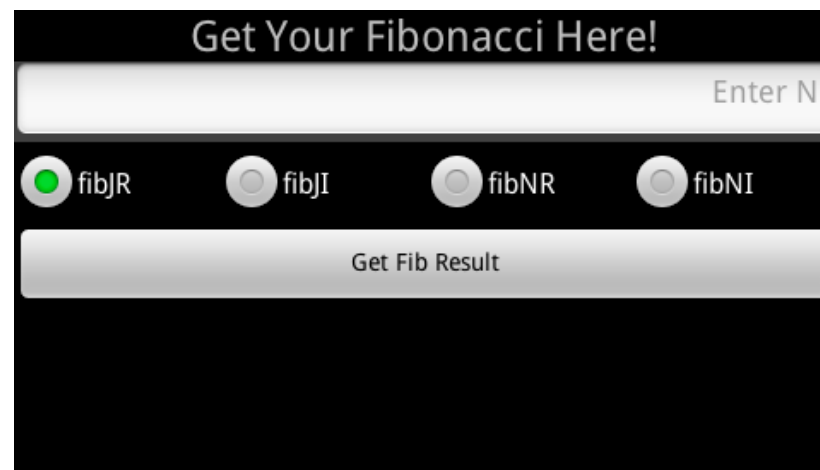 Get Your Fibonacci Here!
Enter N
fibJR fibJI fibNR fibNI
Get Fib Result